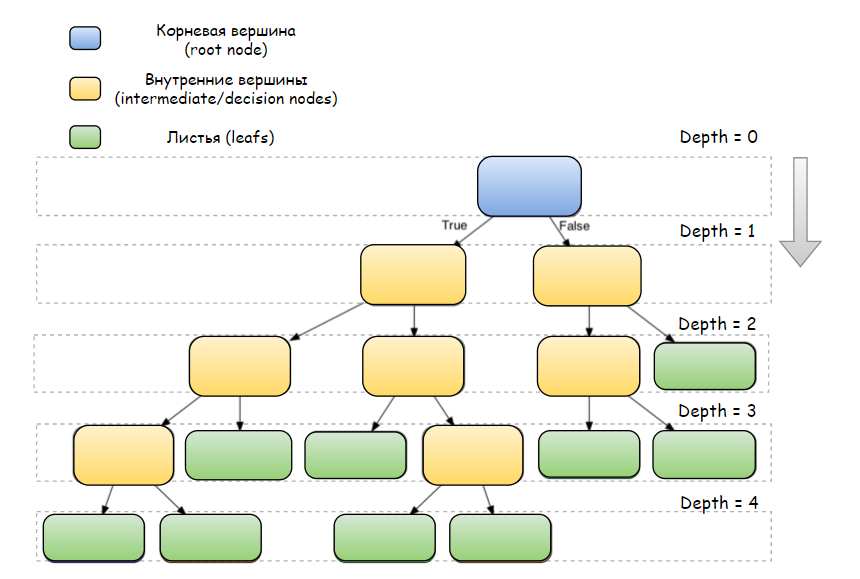 Корневая вершина
(root node)
Внутренние вершины
(intermediate/decision nodes)
Листья (leafs)
Depth = 0
True
False
Depth = 1
Depth = 2
Depth = 3
Depth = 4